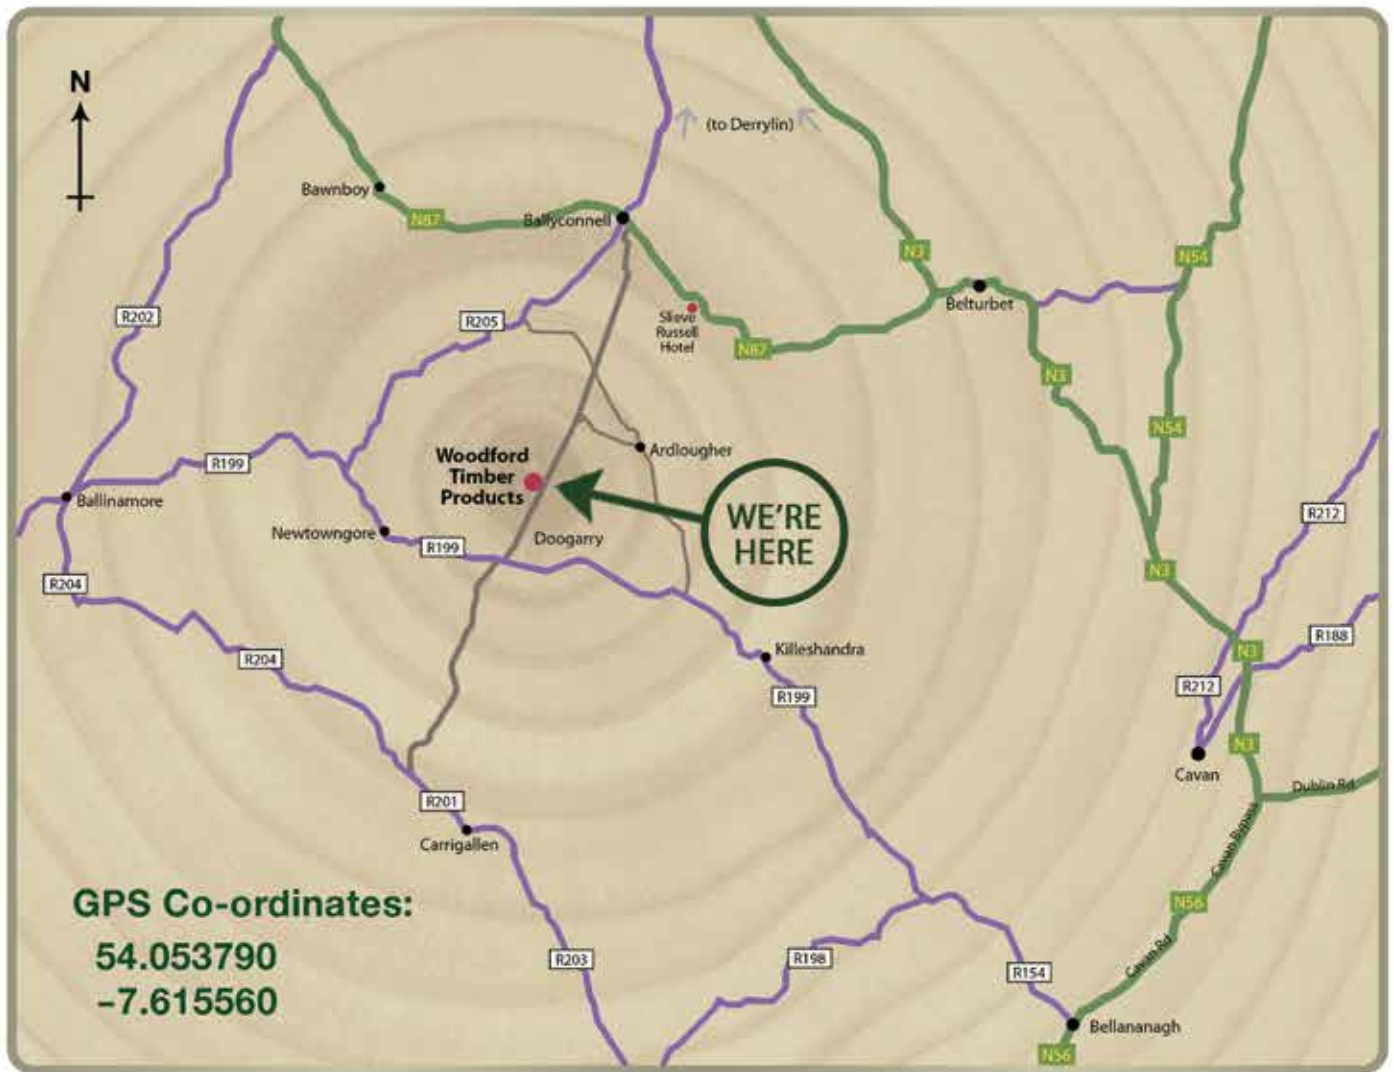 N
(to Derrylin)
Bawnboy
N87
Ballyconnell
N3
N54
Belturbet
R202
R205
Slieve
Russell
Hotel
N87
N3
N54
Woodford
Timber
Products
Ardlougher
R199
Ballinamore
WE'RE
HERE
R212
Newtowngore
R199
Doogarry
R204
N3
R188
R204
Killeshandra
N3
R212
R199
N3
Cavan
Dublin Rd
R201
Carrigallen
Cavan Bypass
GPS Co-ordinates:
54.053790
–7.615560
N56
R203
R198
Cavan Rd
R154
Bellananagh
N56